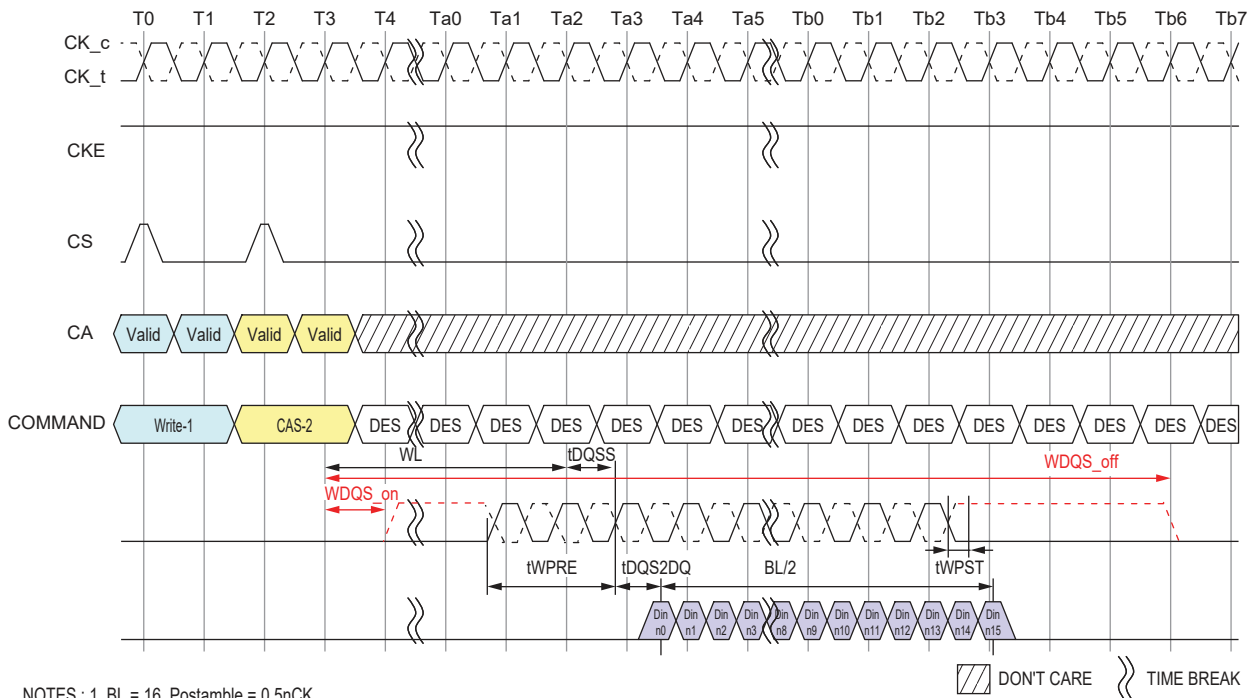 T0 T1 T2 T3 T4 Ta0 Ta1 Ta2 Ta3 Ta4 Ta5 Tb0 Tb1 Tb2 Tb3 Tb4 Tb5 Tb6 Tb7
CK_c
CK_t
CKE
CS
CA Valid Valid Valid Valid
COMMAND Write-1 CAS-2 DES DES DES DES DES DES DES DES DES DES DES DES DES DES DES
WL tDQSS WDQS_off
WDQS_on
tWPRE tDQS2DQ BL/2 tWPST
Din Din Din Din Din Din Din Din Din Din Din Din
n0 n1 n2 n3 n8 n9 n10 n11 n12 n13 n14 n15
DON'T CARE TIME BREAK
NOTES : 1. BL = 16, Postamble = 0.5nCK